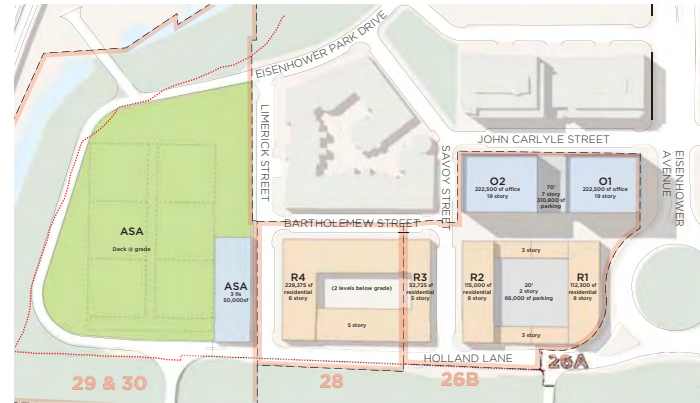 EISENHOWER PARK DRIVE
LIMERICK STREET
SAVOY STREET
JOHN CARLYLE STREET
EISENHOWER
AVENUE
O2
222,500 sf of office
19 story
70'
7 story
310,800 sf of
parking
O1
222,500 sf of office
19 story
BARTHOLEMEW STREET
ASA
Deck @ grade
ASA
3 fls
50,000sf
R4
229,275 sf of
residential
6 story
(2 levels below grade)
5 story
R3
52,725 sf of
residential
5 story
R2
115,000 sf of
residential
8 story
3 story
20'
2 story
66,000 sf parking
3 story
R1
112,300 sf of
residential
8 story
HOLLAND LANE
29 & 30
28
26B
26A